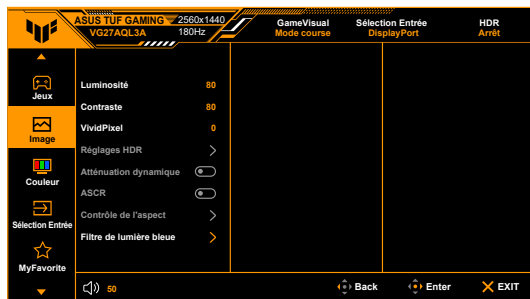 ASUS TUF GAMING
VG27AQL3A
2560x1440
180Hz
GameVisual
Mode course
Sélection Entrée
DisplayPort
HDR
Arrêt
Jeux
Image
Couleur
Sélection Entrée
MyFavorite
Luminosité 80
Contraste 80
VividPixel 0
Réglages HDR
Atténuation dynamique
ASCR
Contrôle de l'aspect
Filtre de lumière bleue
50
Back
Enter
EXIT